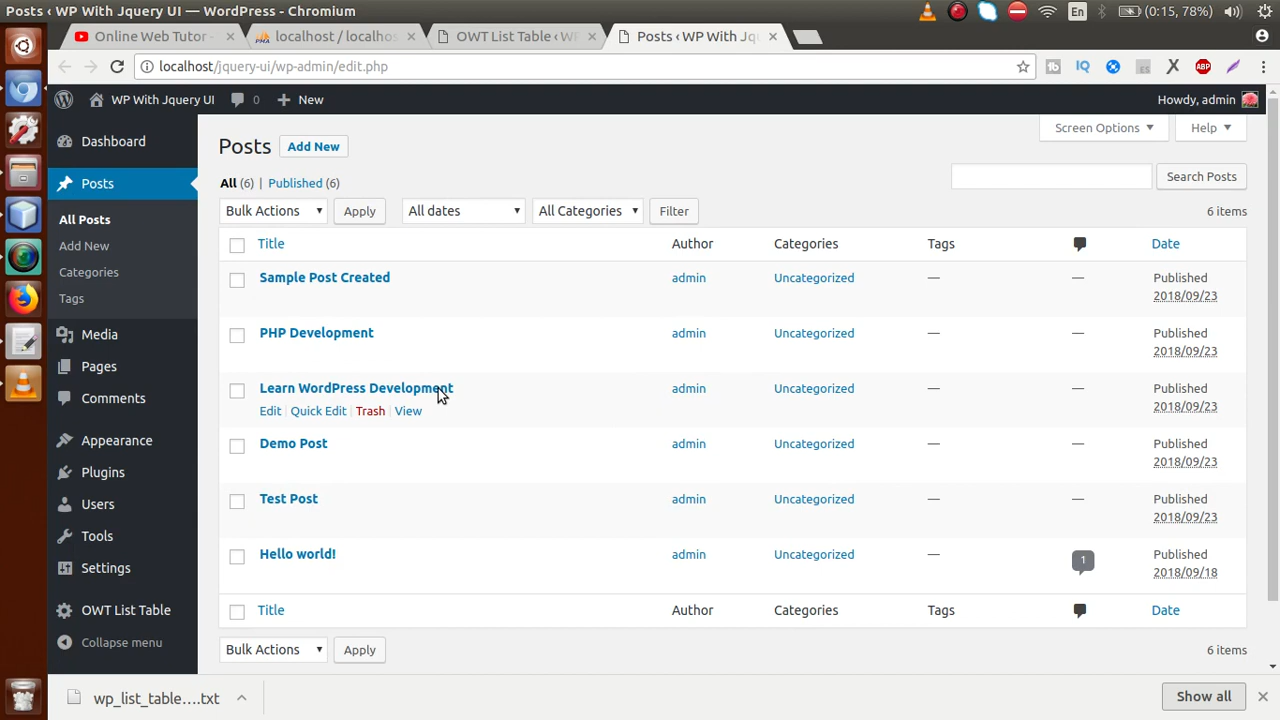 Posts ‹ WP With Jquery UI — WordPress - Chromium
En (0:15, 78%)
Online Web Tutor - localhost / localhos OWT List Table ‹ WP Posts ‹ WP With Jqu
localhost/jquery-ui/wp-admin/edit.php
fb IQ X ABP
WP With Jquery UI 0 New Howdy, admin
Screen Options Help
Dashboard
Posts
All Posts
Add New
Categories
Tags
Media
Pages
Comments
Appearance
Plugins
Users
Tools
Settings
OWT List Table
Collapse menu
Posts Add New
All (6) | Published (6)
Search Posts
Bulk Actions Apply All dates All Categories Filter 6 items
Title Author Categories Tags Date
Sample Post Created admin Uncategorized — — Published
2018/09/23
PHP Development admin Uncategorized — — Published
2018/09/23
Learn WordPress Development admin Uncategorized — — Published
Edit | Quick Edit | Trash | View 2018/09/23
Demo Post admin Uncategorized — — Published
2018/09/23
Test Post admin Uncategorized — — Published
2018/09/23
Hello world! admin Uncategorized — 1 Published
2018/09/18
Title Author Categories Tags Date
Bulk Actions Apply 6 items
wp_list_table....txt Show all